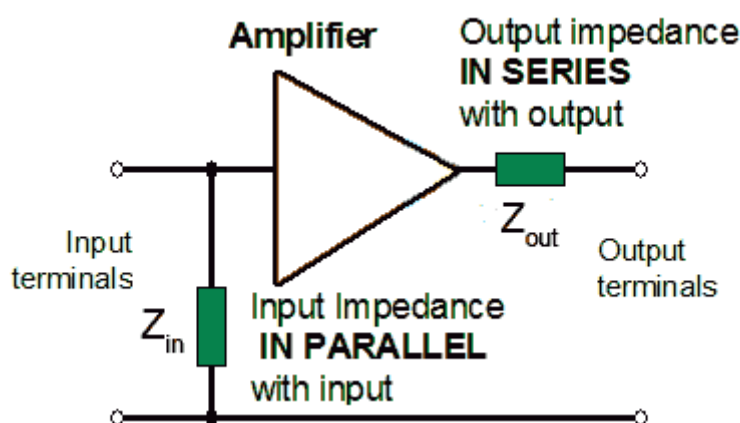 Amplifier
Output impedance
IN SERIES
with output
Input
terminals
Z in
Input Impedance
IN PARALLEL
with input
Z out
Output
terminals